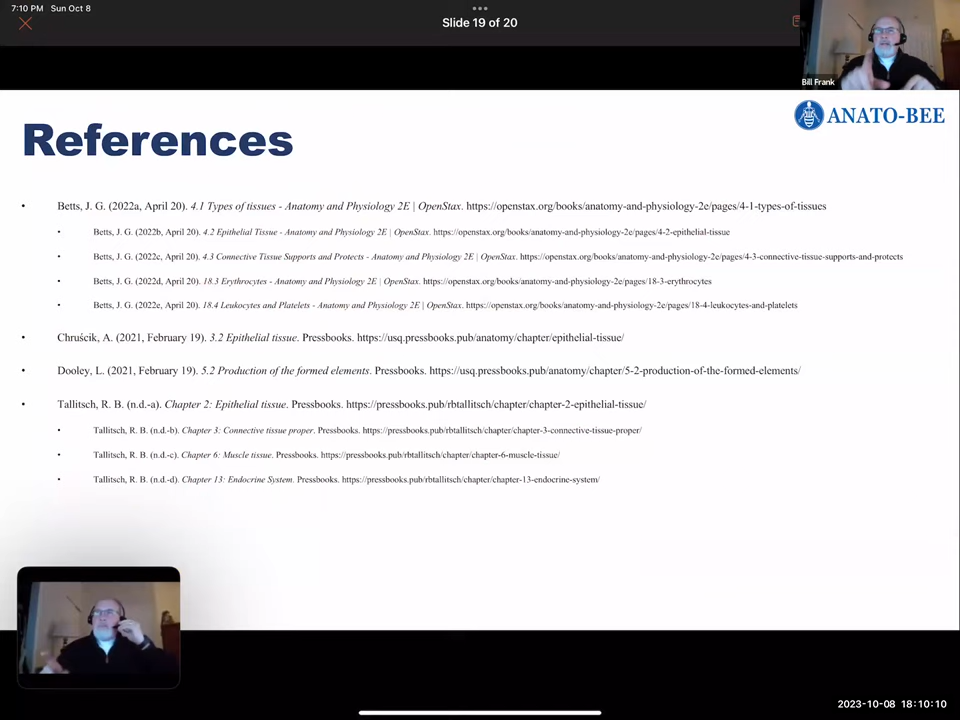 7:10 PM Sun Oct 8
Slide 19 of 20
Bill Frank
ANATO-BEE
References
• Betts, J. G. (2022a, April 20). 4.1 Types of tissues - Anatomy and Physiology 2E | OpenStax. https://openstax.org/books/anatomy-and-physiology-2e/pages/4-1-types-of-tissues
• Betts, J. G. (2022b, April 20). 4.2 Epithelial Tissue - Anatomy and Physiology 2E | OpenStax. https://openstax.org/books/anatomy-and-physiology-2e/pages/4-2-epithelial-tissue
• Betts, J. G. (2022c, April 20). 4.3 Connective Tissue Supports and Protects - Anatomy and Physiology 2E | OpenStax. https://openstax.org/books/anatomy-and-physiology-2e/pages/4-3-connective-tissue-supports-and-protects
• Betts, J. G. (2022d, April 20). 18.3 Erythrocytes - Anatomy and Physiology 2E | OpenStax. https://openstax.org/books/anatomy-and-physiology-2e/pages/18-3-erythrocytes
• Betts, J. G. (2022e, April 20). 18.4 Leukocytes and Platelets - Anatomy and Physiology 2E | OpenStax. https://openstax.org/books/anatomy-and-physiology-2e/pages/18-4-leukocytes-and-platelets
• Chruścik, A. (2021, February 19). 3.2 Epithelial tissue. Pressbooks. https://usq.pressbooks.pub/anatomy/chapter/epithelial-tissue/
• Dooley, L. (2021, February 19). 5.2 Production of the formed elements. Pressbooks. https://usq.pressbooks.pub/anatomy/chapter/5-2-production-of-the-formed-elements/
• Tallitsch, R. B. (n.d.-a). Chapter 2: Epithelial tissue. Pressbooks. https://pressbooks.pub/rbtallitsch/chapter/chapter-2-epithelial-tissue/
• Tallitsch, R. B. (n.d.-b). Chapter 3: Connective tissue proper. Pressbooks. https://pressbooks.pub/rbtallitsch/chapter/chapter-3-connective-tissue-proper/
• Tallitsch, R. B. (n.d.-c). Chapter 6: Muscle tissue. Pressbooks. https://pressbooks.pub/rbtallitsch/chapter/chapter-6-muscle-tissue/
• Tallitsch, R. B. (n.d.-d). Chapter 13: Endocrine System. Pressbooks. https://pressbooks.pub/rbtallitsch/chapter/chapter-13-endocrine-system/
2023-10-08 18:10:10